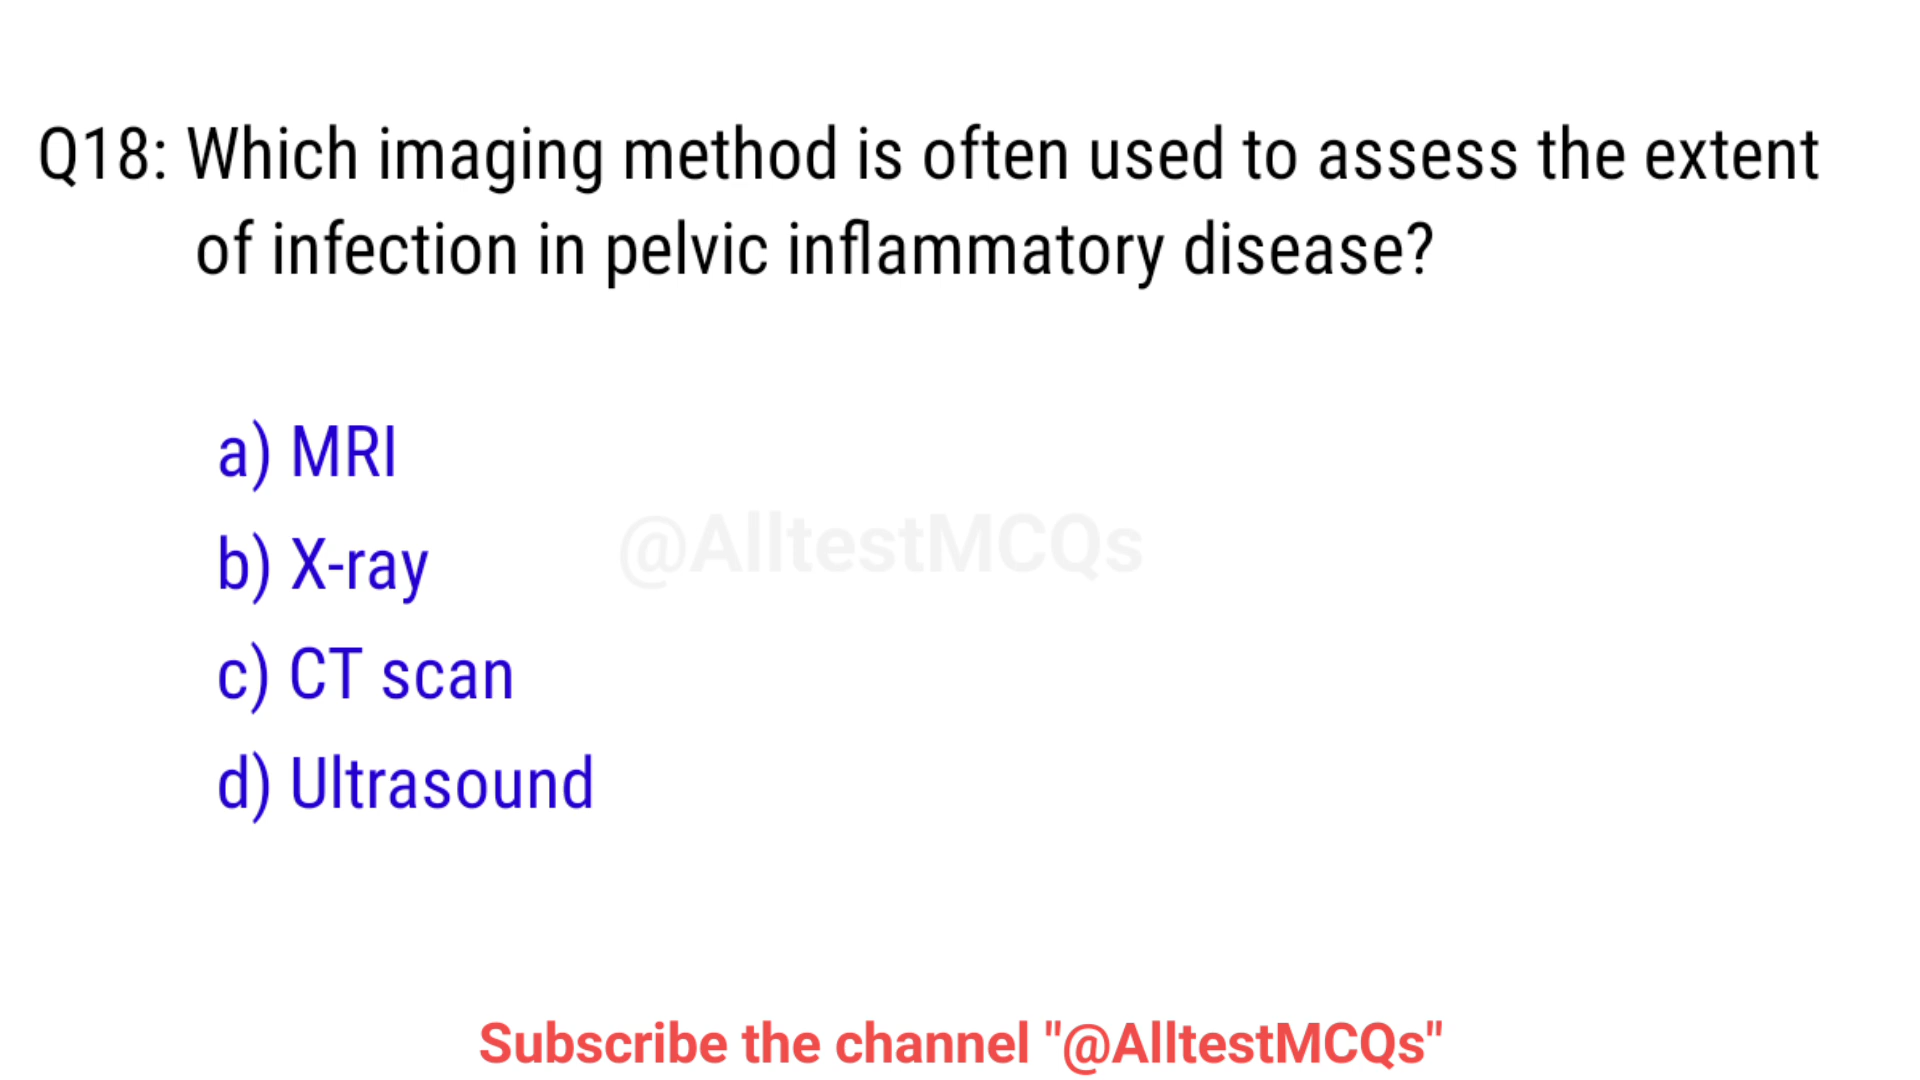 Q18: Which imaging method is often used to assess the extent
of infection in pelvic inflammatory disease?
a) MRI
@AlltestMCQs
b) X-ray
c) CT scan
d) Ultrasound
Subscribe the channel "@AlltestMCQs"